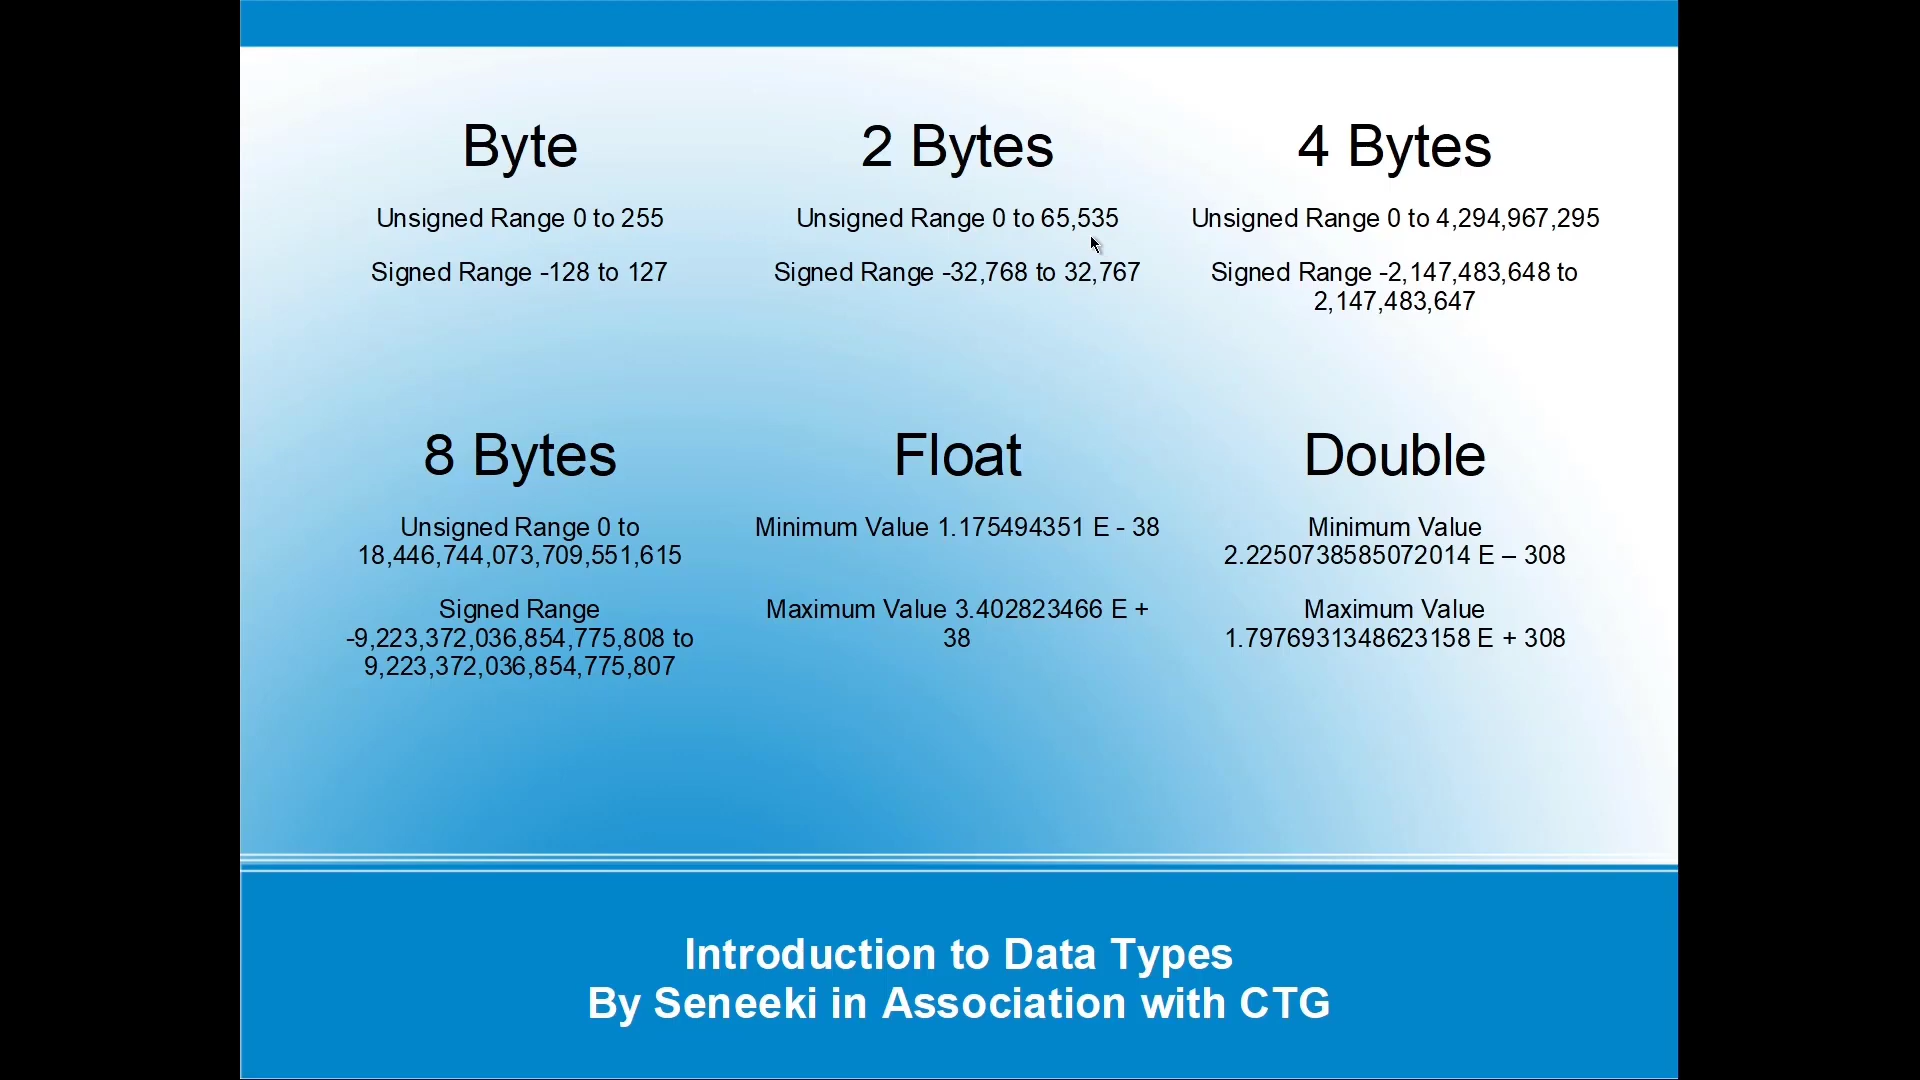 Byte
Unsigned Range 0 to 255
Signed Range -128 to 127
2 Bytes
Unsigned Range 0 to 65,535
Signed Range -32,768 to 32,767
4 Bytes
Unsigned Range 0 to 4,294,967,295
Signed Range -2,147,483,648 to
2,147,483,647
8 Bytes
Unsigned Range 0 to
18,446,744,073,709,551,615
Signed Range
-9,223,372,036,854,775,808 to
9,223,372,036,854,775,807
Float
Minimum Value 1.175494351 E - 38
Maximum Value 3.402823466 E +
38
Double
Minimum Value
2.2250738585072014 E – 308
Maximum Value
1.7976931348623158 E + 308
Introduction to Data Types
By Seneeki in Association with CTG